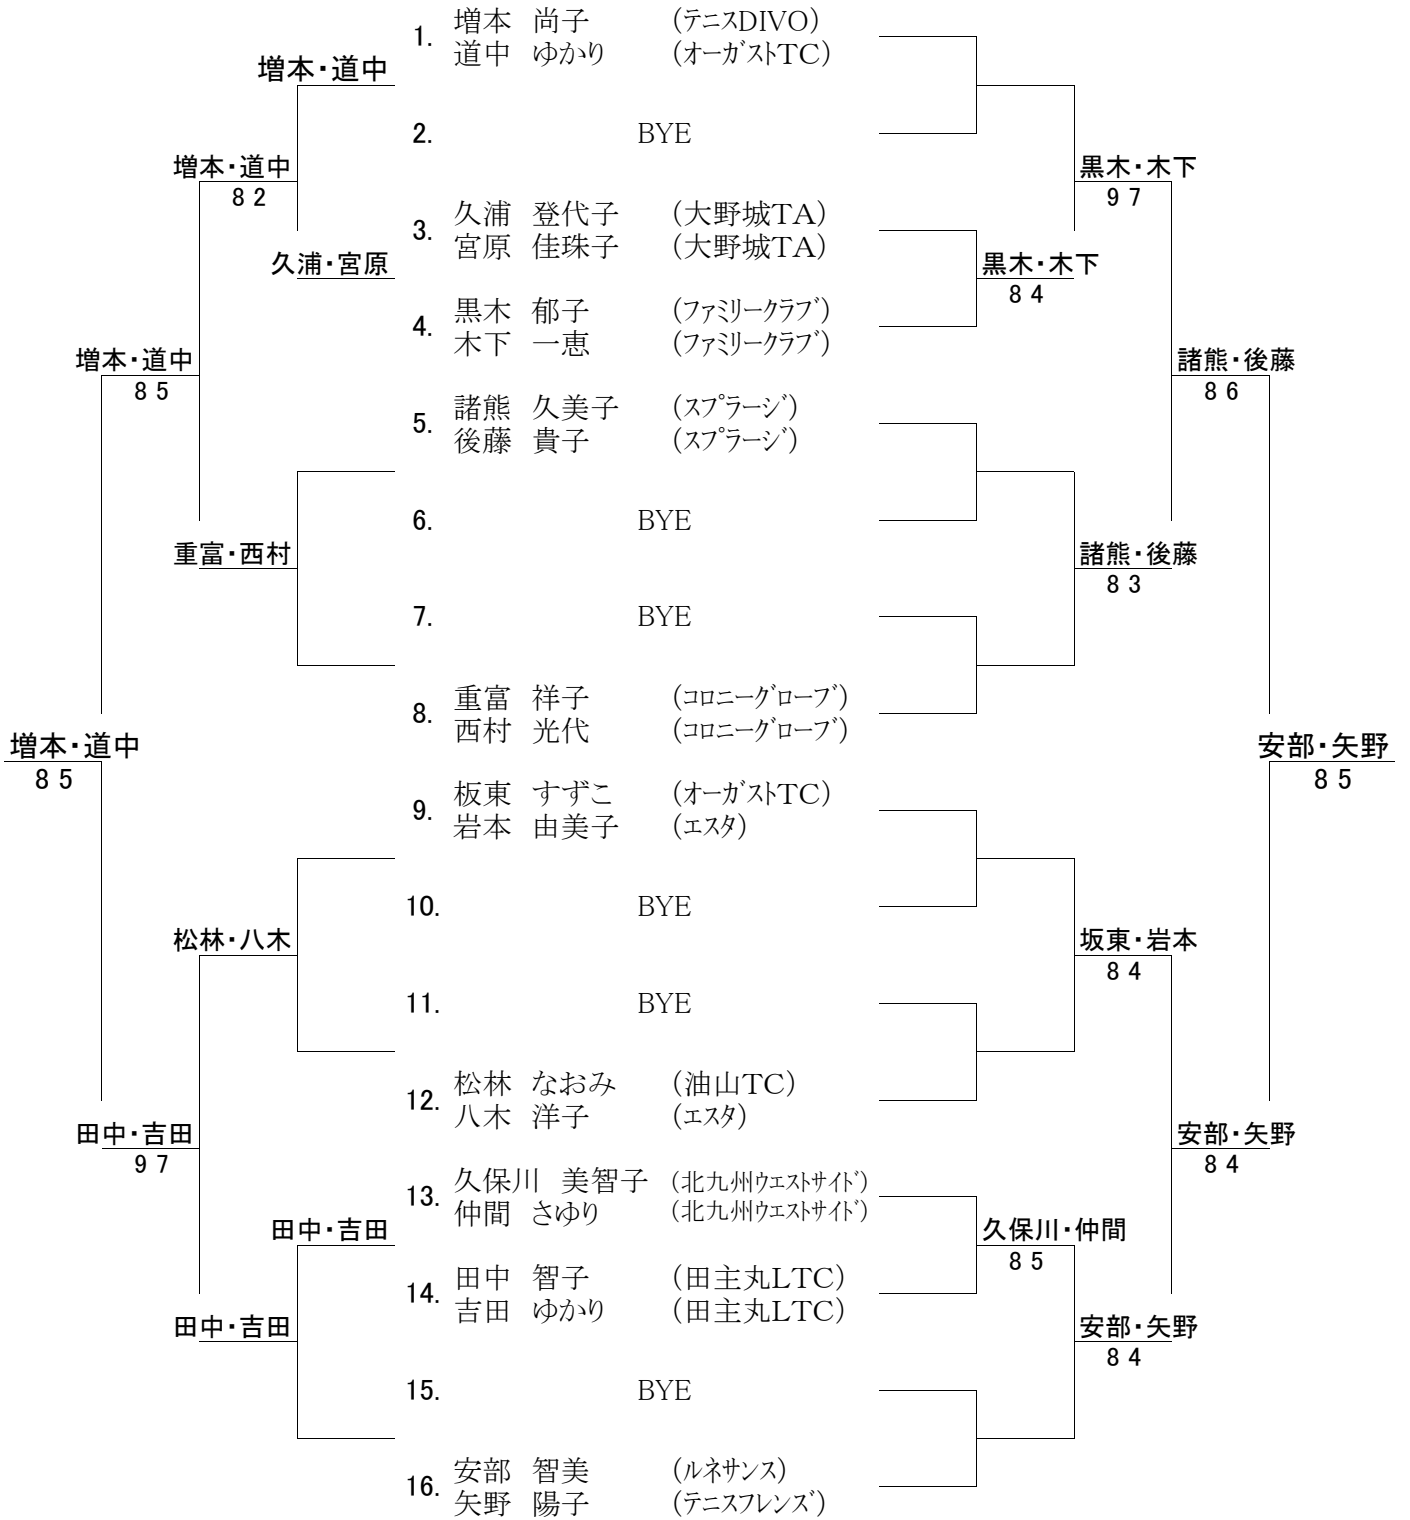 1. 増本 尚子 (テニスDIVO)
道中 ゆかり (オーガストTC)
増本・道中
2. BYE
増本・道中
82
黒木・木下
97
3. 久浦 登代子 (大野城TA)
宮原 佳珠子 (大野城TA)
久浦・宮原
黒木・木下
84
4. 黒木 郁子 (ファミリークラブ)
木下 一恵 (ファミリークラブ)
増本・道中
85
諸熊・後藤
86
5. 諸熊 久美子 (スプラージ)
後藤 貴子 (スプラージ)
6. BYE
重富・西村
諸熊・後藤
83
7. BYE
8. 重富 祥子 (コロニーグローブ)
西村 光代 (コロニーグローブ)
増本・道中
85
安部・矢野
85
9. 板東 すずこ (オーガストTC)
岩本 由美子 (エスタ)
10. BYE
松林・八木
坂東・岩本
84
11. BYE
12. 松林 なおみ (油山TC)
八木 洋子 (エスタ)
田中・吉田
97
安部・矢野
84
13. 久保川 美智子 (北九州ウエストサイド)
仲間 さゆり (北九州ウエストサイド)
田中・吉田
久保川・仲間
85
14. 田中 智子 (田主丸LTC)
吉田 ゆかり (田主丸LTC)
田中・吉田
安部・矢野
84
15. BYE
16. 安部 智美 (ルネサンス)
矢野 陽子 (テニスフレンズ)